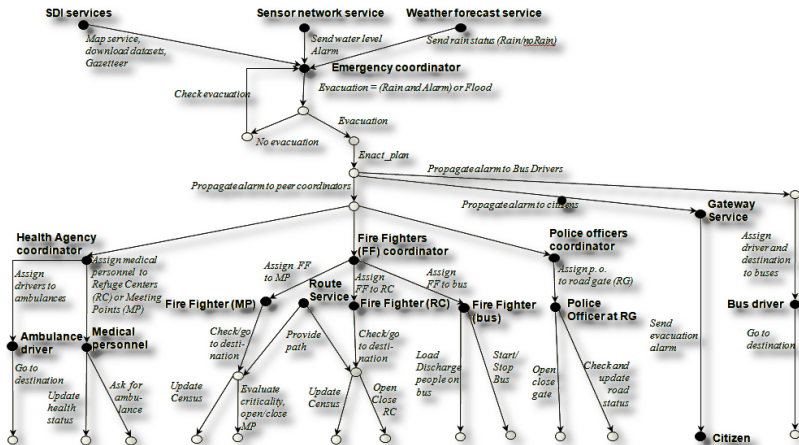 SDI services
Sensor network service
Weather forecast service
Map service,
download datasets,
Gazetteer
Send water level
Alarm
Send rain status (Rain/noRain)
Emergency coordinator
Check evacuation
Evacuation = (Rain and Alarm) or Flood
Evacuation
No evacuation
Enact_plan
Propagate alarm to Bus Drivers
Propagate alarm to peer coordinators
Propagate alarm to citizens
Gateway
Service
Health Agency
coordinator
Fire Fighters
(FF) coordinator
Police officers
coordinator
Assign
drivers to
ambulances
Assign medical
personnel to
Refuge Centers
(RC) or Meeting
Points (MP)
Assign FF
to MP
Assign
FF to RC
Assign
FF to bus
Assign p. o.
to road gate (RG)
Assign
driver and
destination
to buses
Route
Service
Fire Fighter (MP)
Fire Fighter (RC)
Fire Fighter
(bus)
Police
Officer at RG
Bus driver
Ambulance
driver
Medical
personnel
Check/go
to desti-
nation
Provide
path
Check/go
to desti-
nation
Load
Discharge
people on
bus
Start/
Stop
Bus
Open
close
gate
Check and
update
road
status
Send
evacuation
alarm
Go to
destination
Go to
destination
Update
health
status
Ask for
ambu-
lance
Update
Census
Evaluate
criticality,
open/close
MP
Update
Census
Open
Close
RC
Citizen